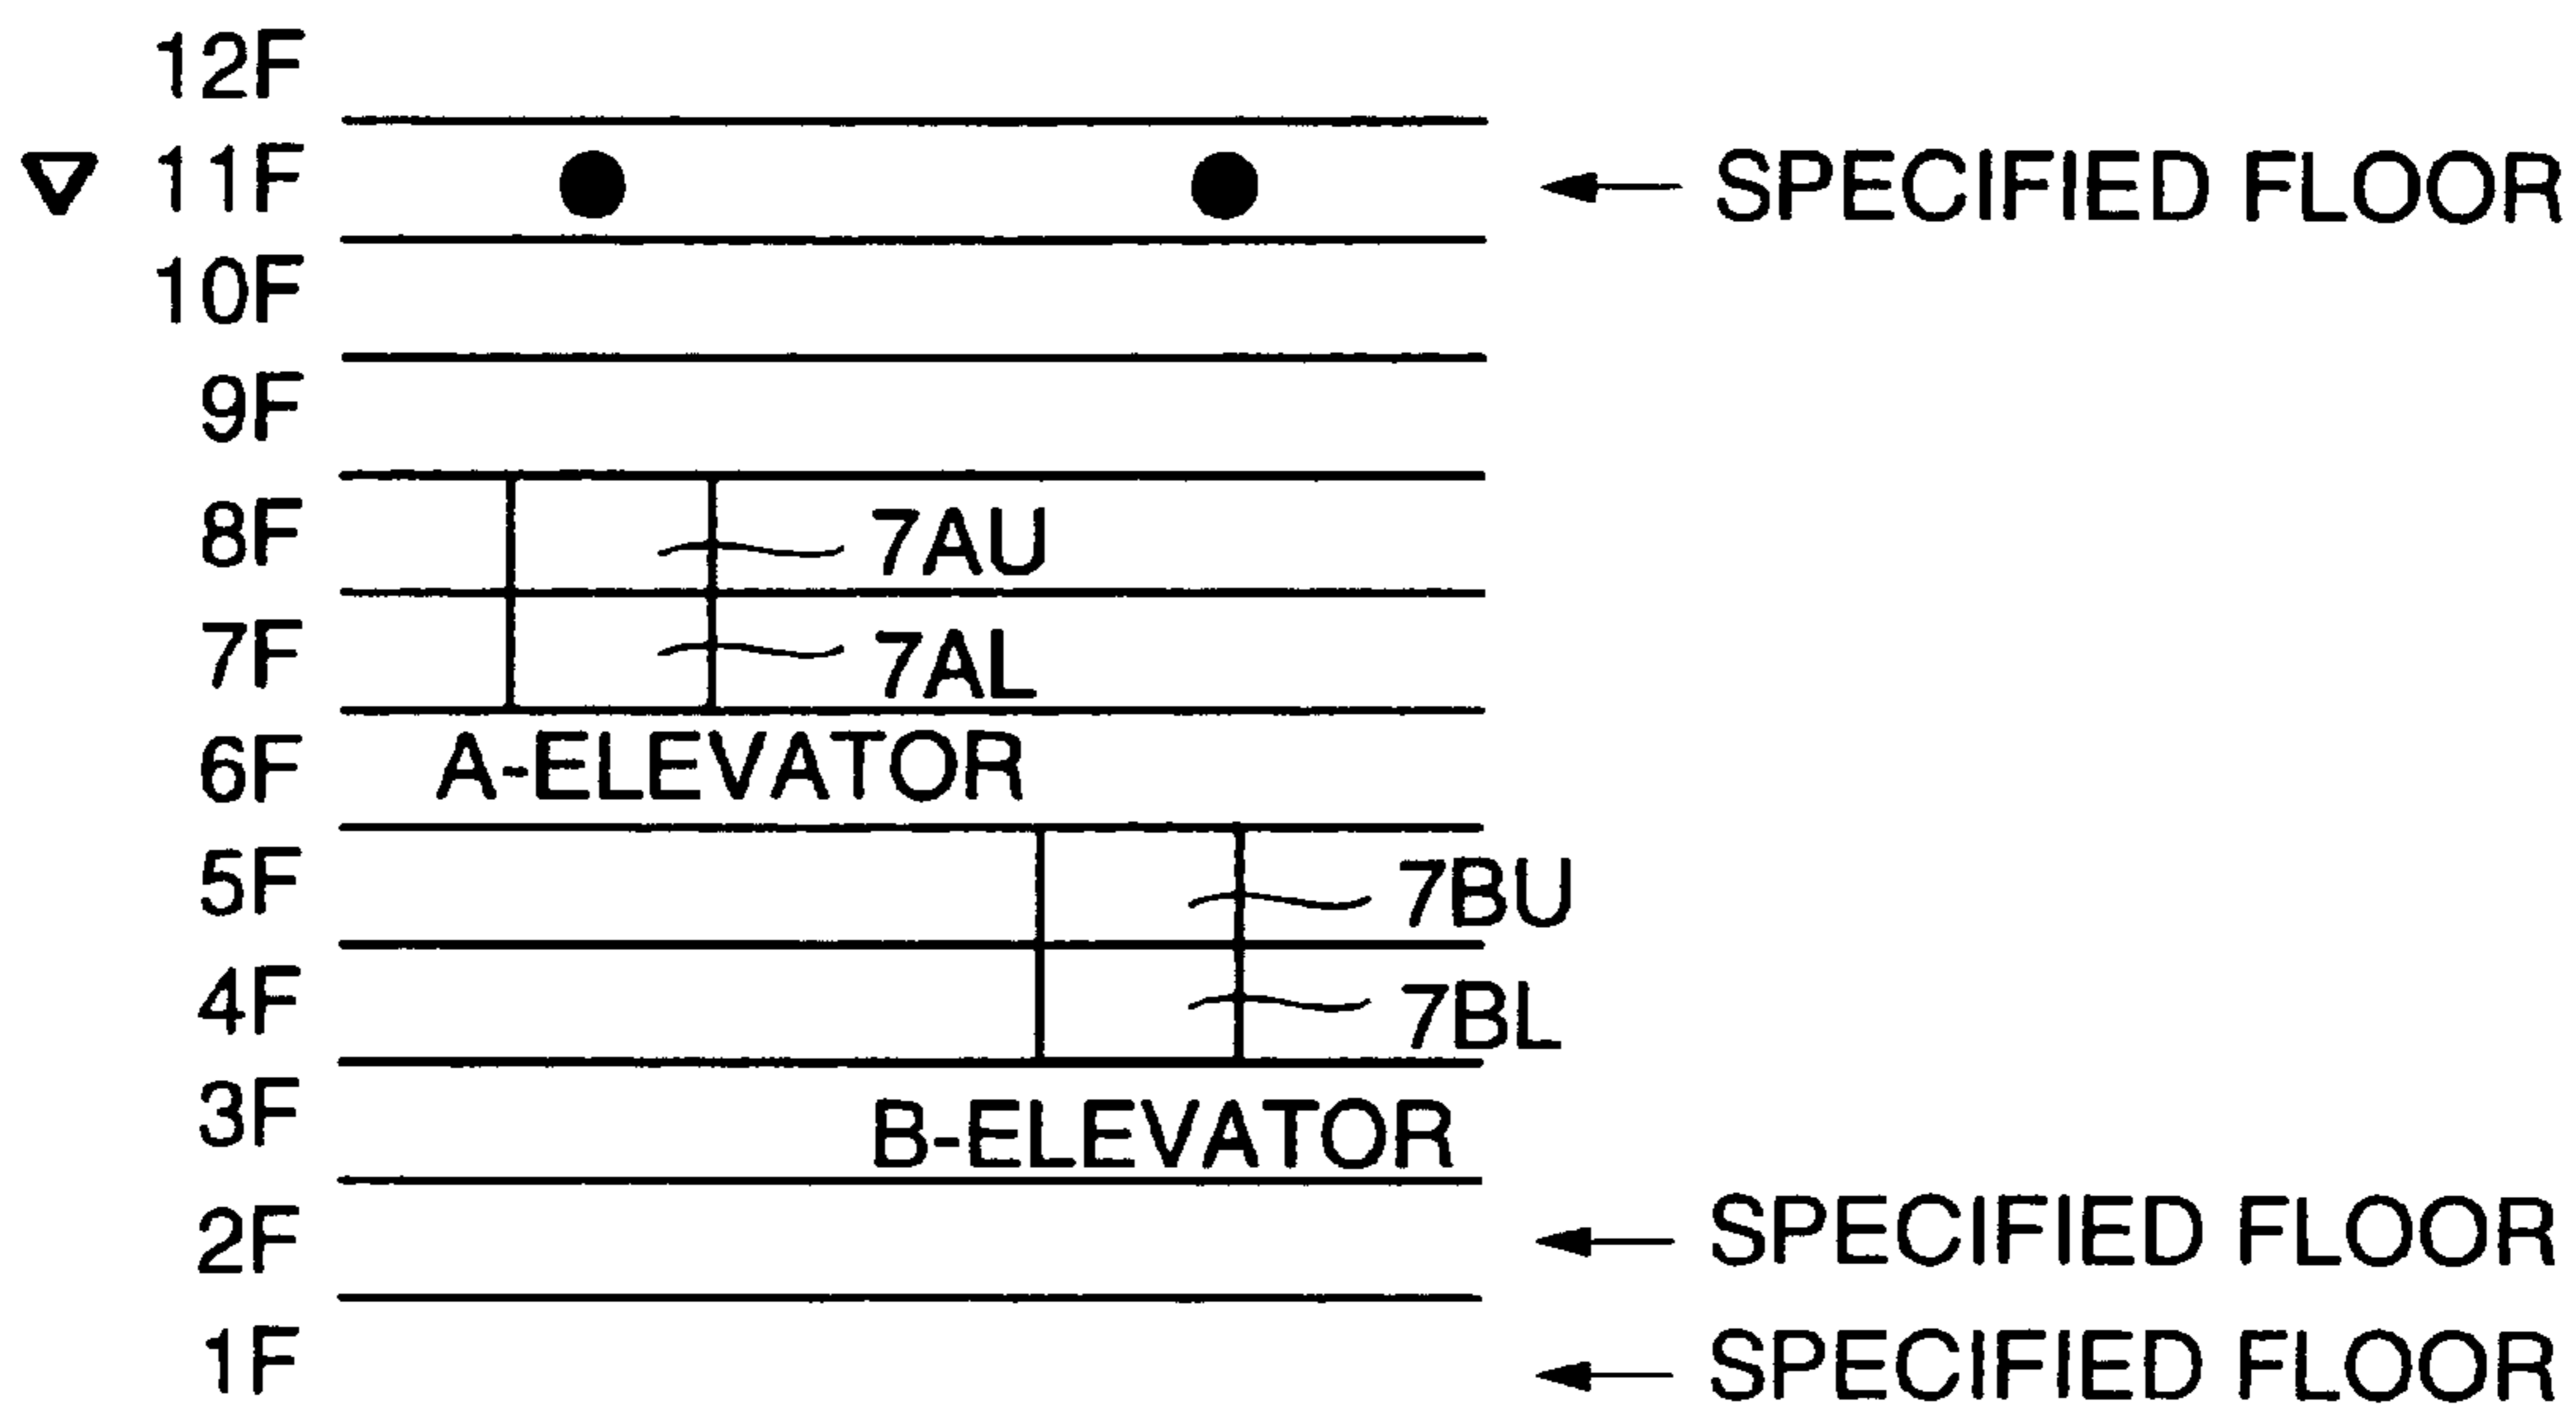 12F
11F SPECIFIED FLOOR
10F
9F
8F 7AU
7F 7AL
6F A-ELEVATOR
5F 7BU
4F 7BL
3F B-ELEVATOR
2F SPECIFIED FLOOR
1F SPECIFIED FLOOR